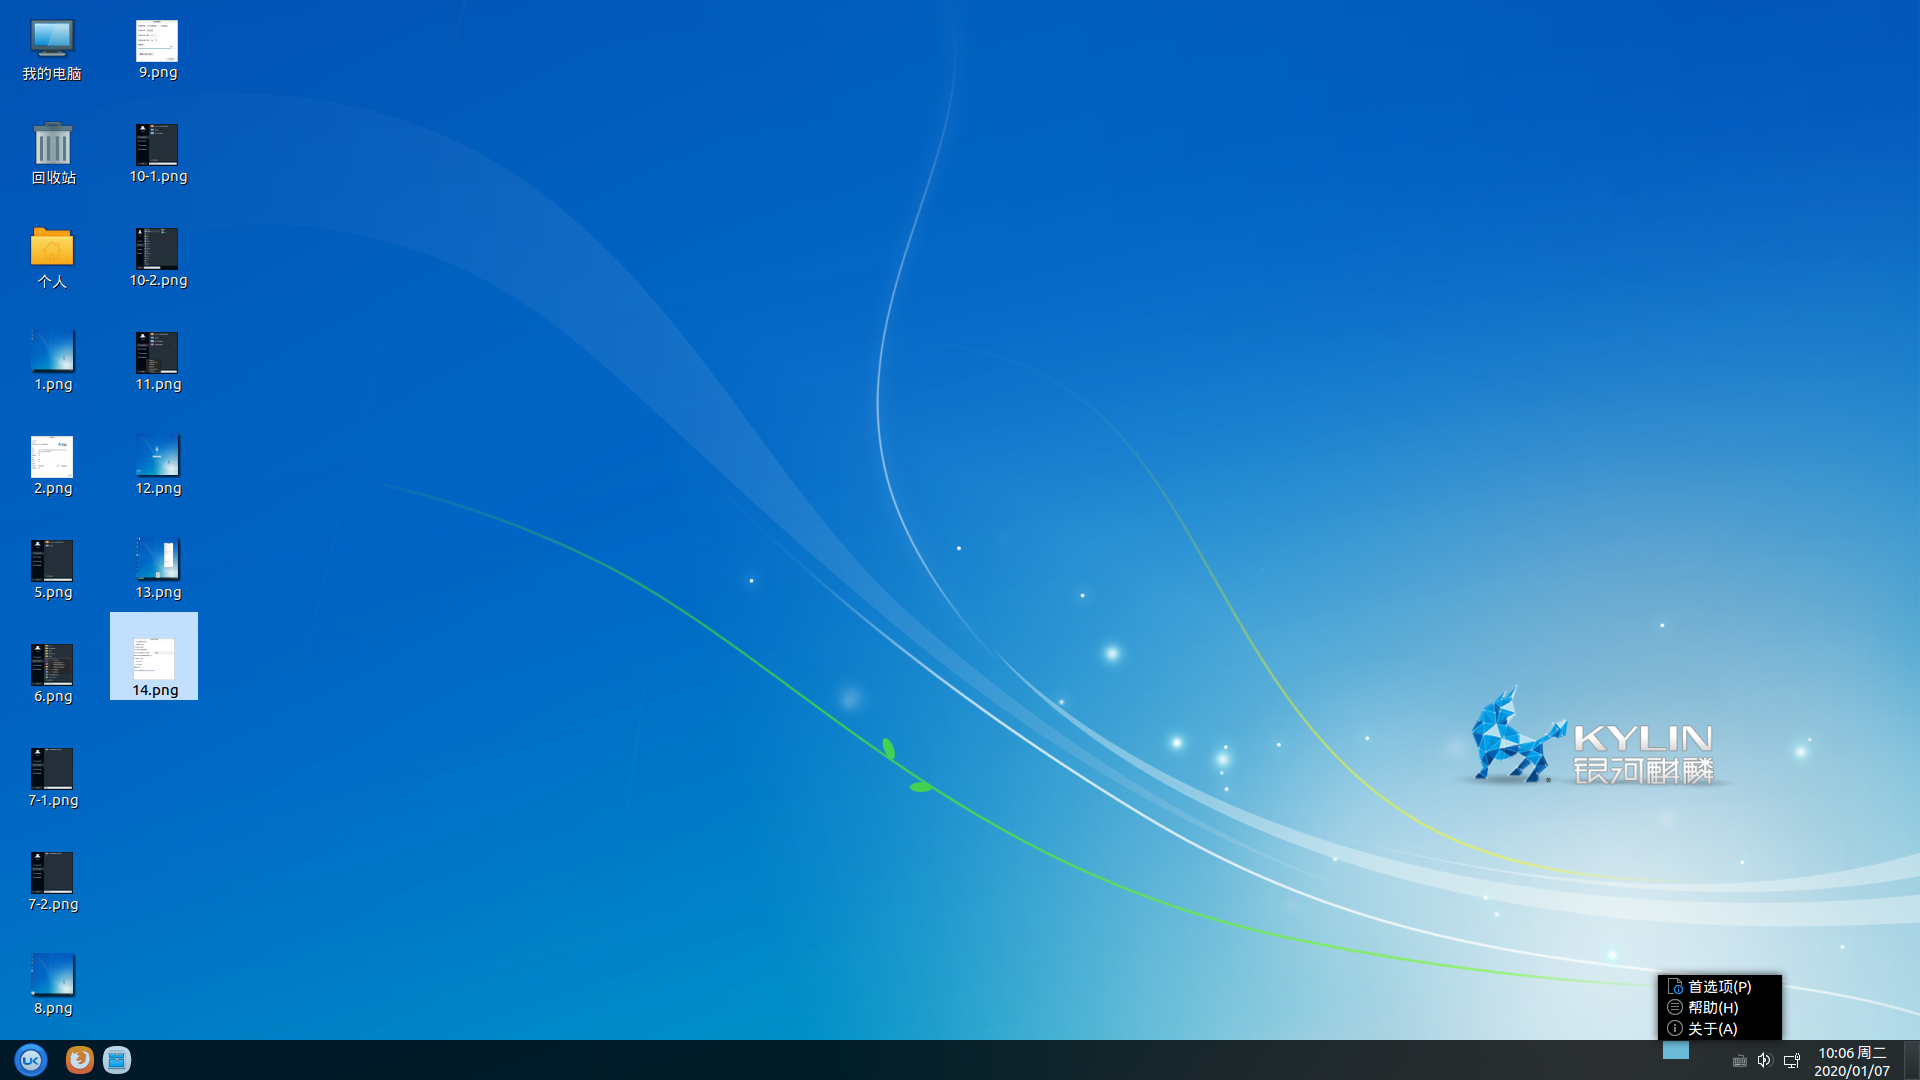 我的电脑
回收站
个人
1.png
2.png
5.png
6.png
7-1.png
7-2.png
8.png
9.png
10-1.png
10-2.png
11.png
12.png
13.png
14.png
KYLIN
银河麒麟
首选项(P)
帮助(H)
关于(A)
UK
10:06 周二
2020/01/07